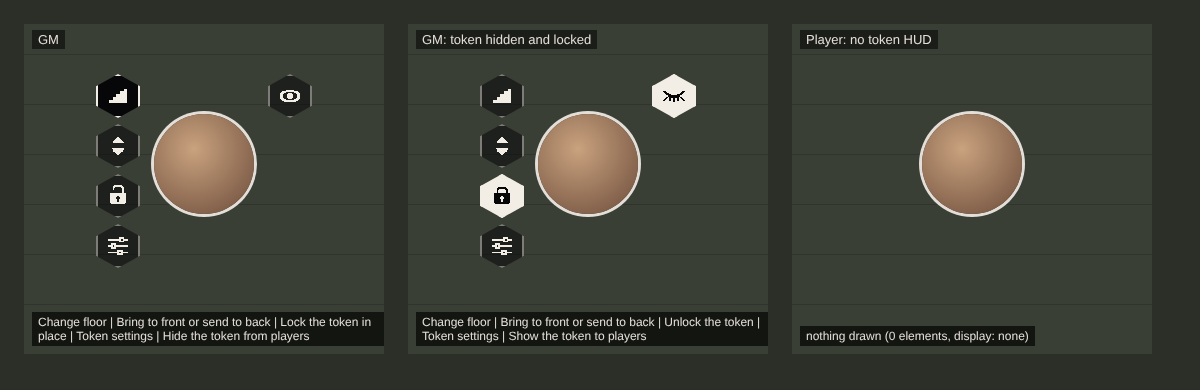 GM
Change floor | Bring to front or send to back | Lock the token in
place | Token settings | Hide the token from players
GM: token hidden and locked
Change floor | Bring to front or send to back | Unlock the token |
Token settings | Show the token to players
Player: no token HUD
nothing drawn (0 elements, display: none)